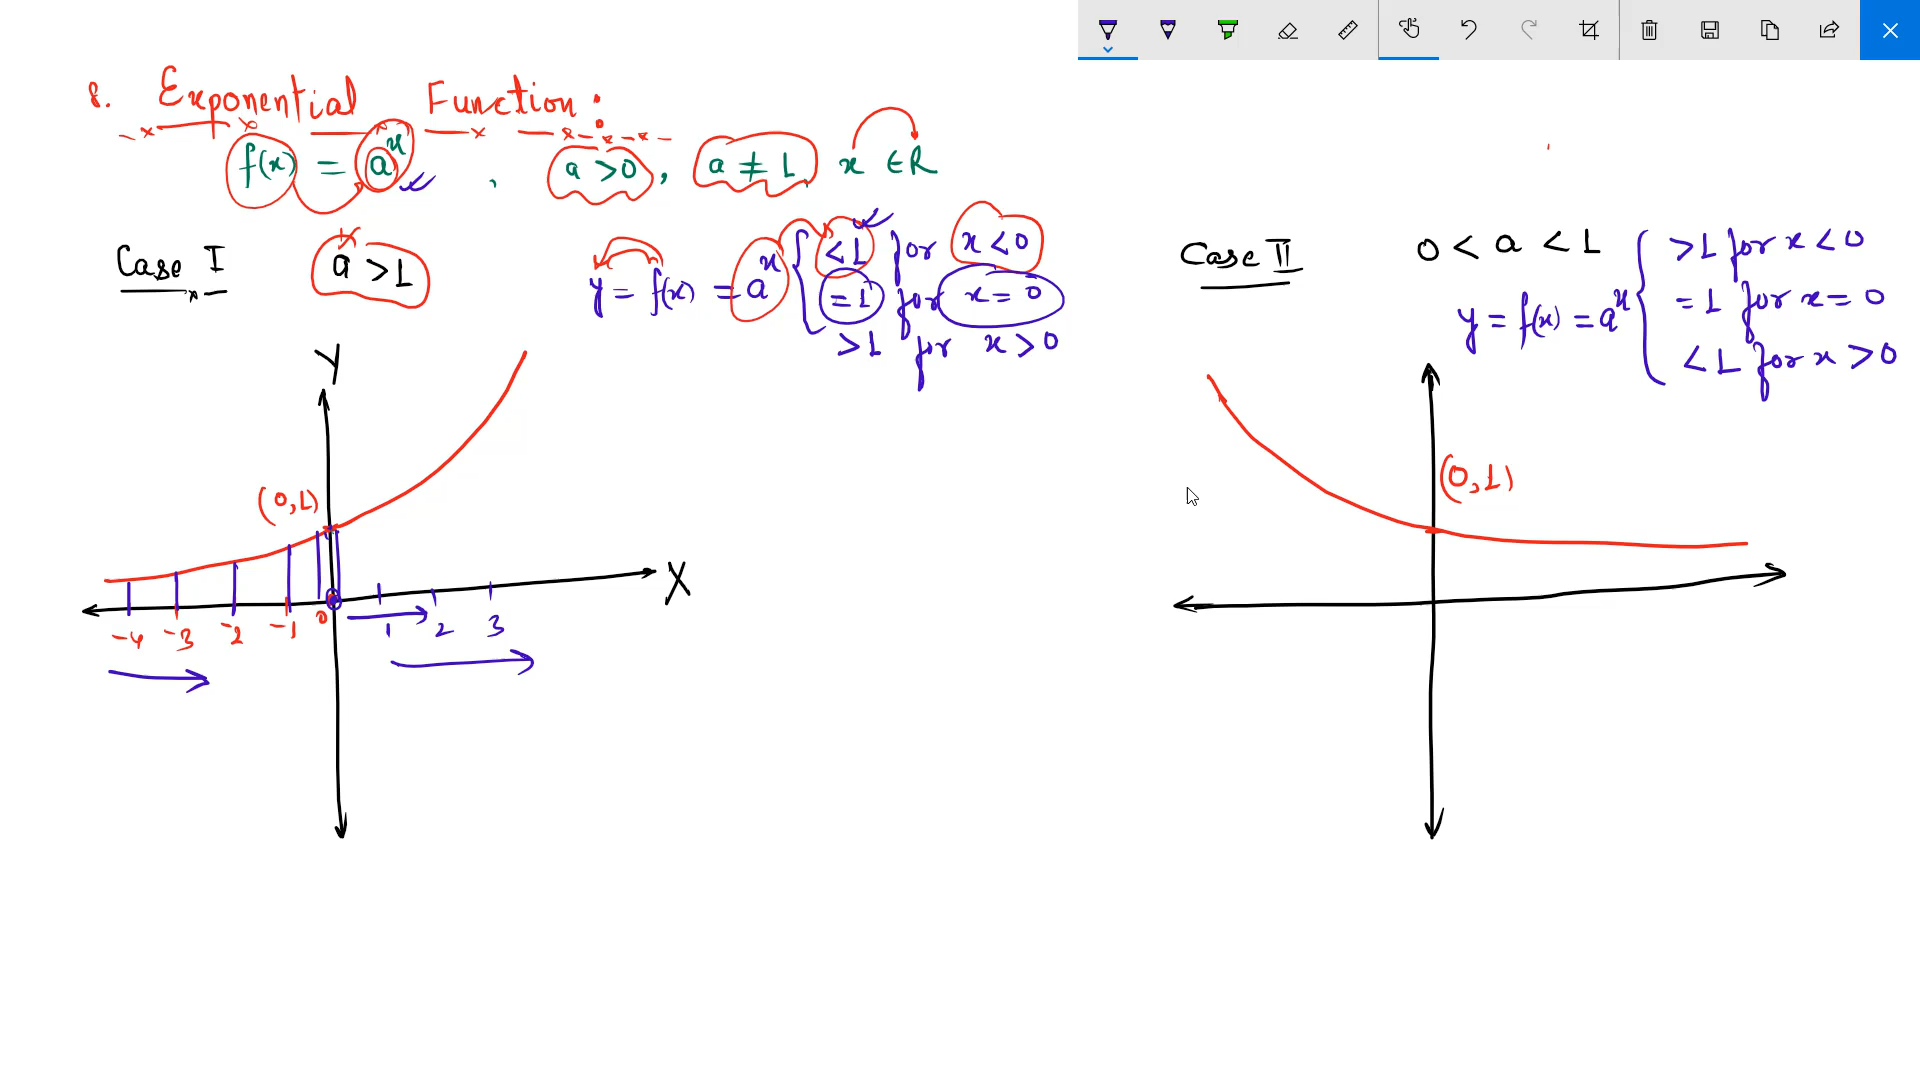 8. Exponential Function:
f(x) = a^x , a > 0, a ≠ 1, x ∈ R
Case I a > 1
y = f(x) = a^x { < 1 for x < 0
= 1 for x = 0
> 1 for x > 0
Y
(0, 1)
X
-4 -3 -2 -1 0 1 2 3
Case II 0 < a < 1
y = f(x) = a^x { > 1 for x < 0
= 1 for x = 0
< 1 for x > 0
(0, 1)